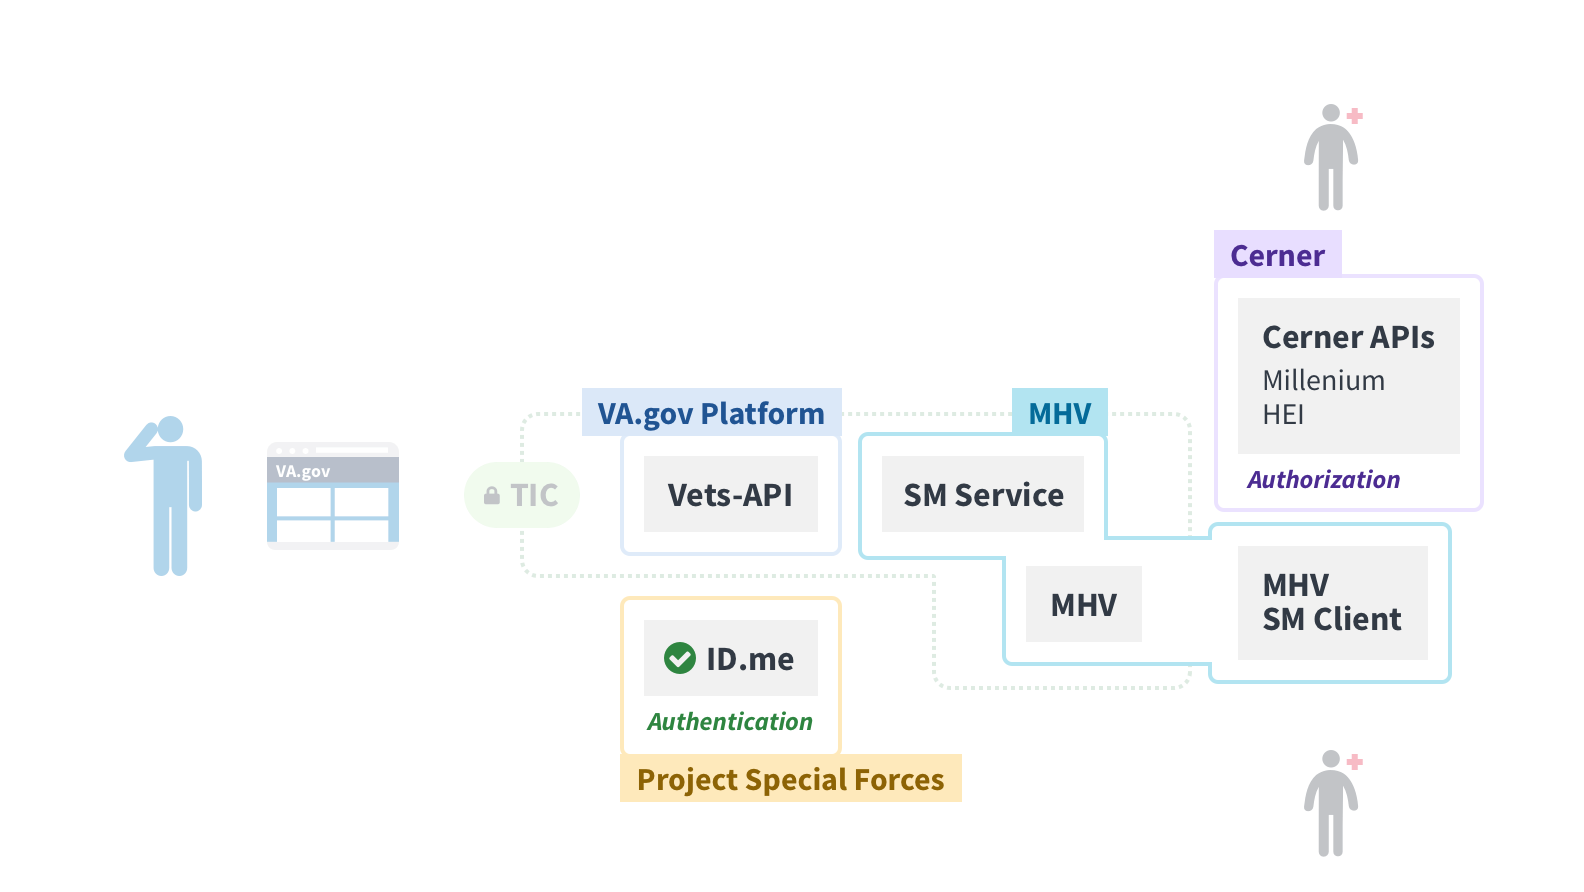 Cerner
Cerner APIs
Millenium
HEI
Authorization
VA.gov
TIC
VA.gov Platform
Vets-API
MHV
SM Service
MHV
MHV
SM Client
ID.me
Authentication
Project Special Forces